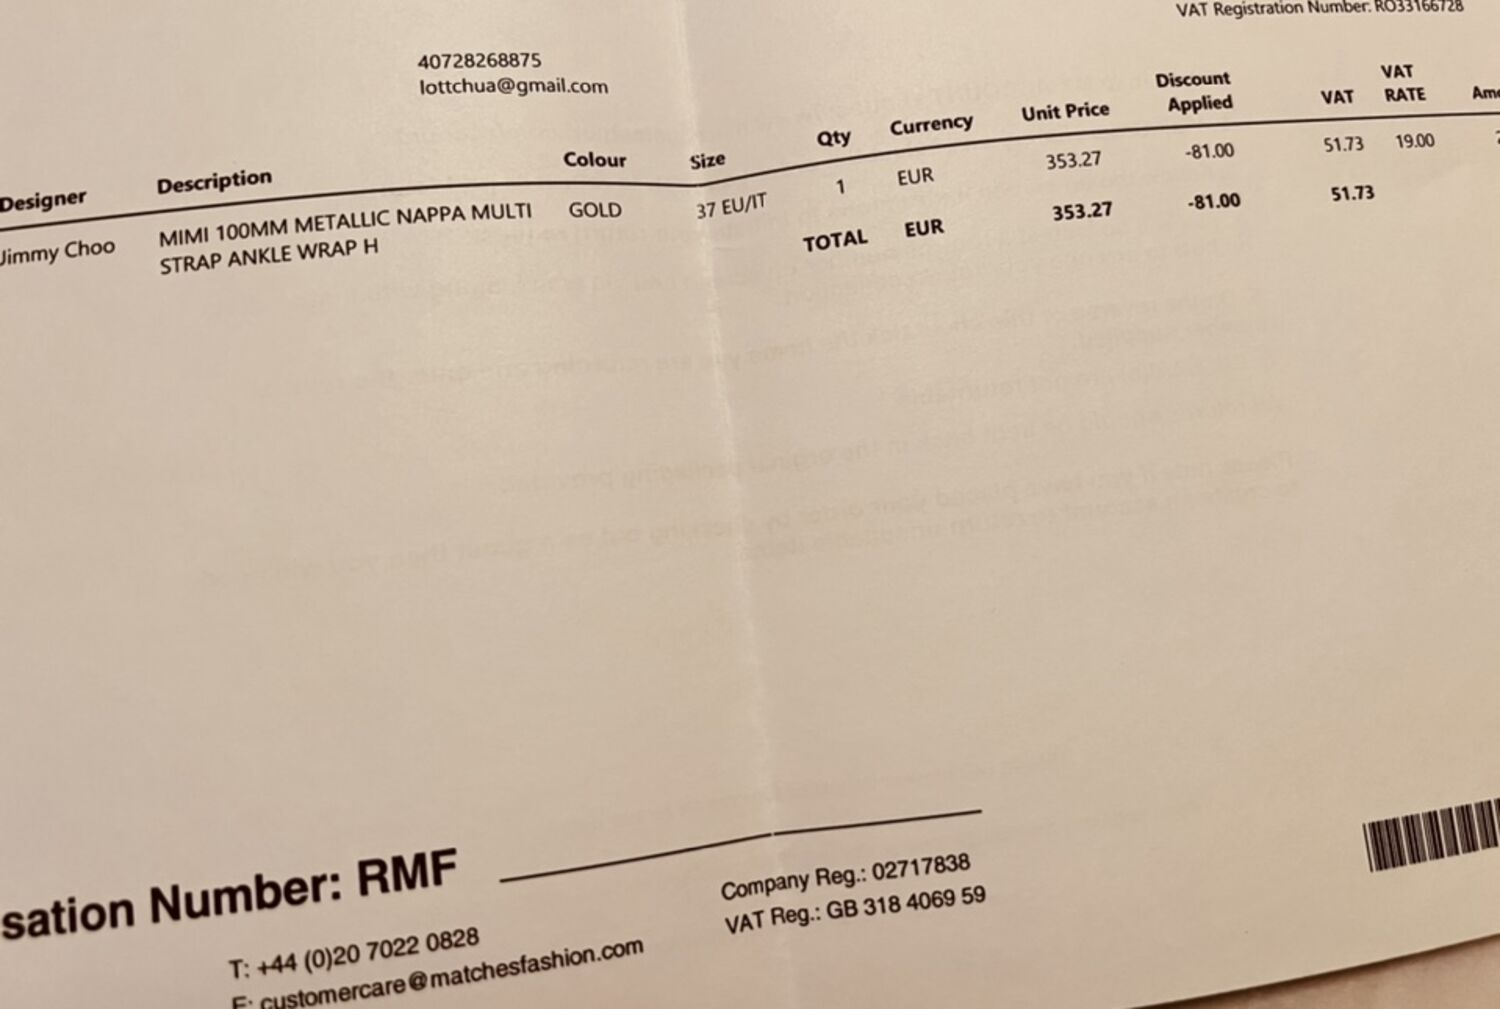 VAT Registration Number: RO33166728
40728268875
lottchua@gmail.com
Designer Description Colour Size Qty Currency Unit Price Discount Applied VAT VAT RATE
Jimmy Choo MIMI 100MM METALLIC NAPPA MULTI GOLD 37 EU/IT 1 EUR 353.27 -81.00 51.73 19.00
STRAP ANKLE WRAP H
TOTAL EUR 353.27 -81.00 51.73
sation Number: RMF
T: +44 (0)20 7022 0828
E: customercare@matchesfashion.com
Company Reg.: 02717838
VAT Reg.: GB 318 4069 59